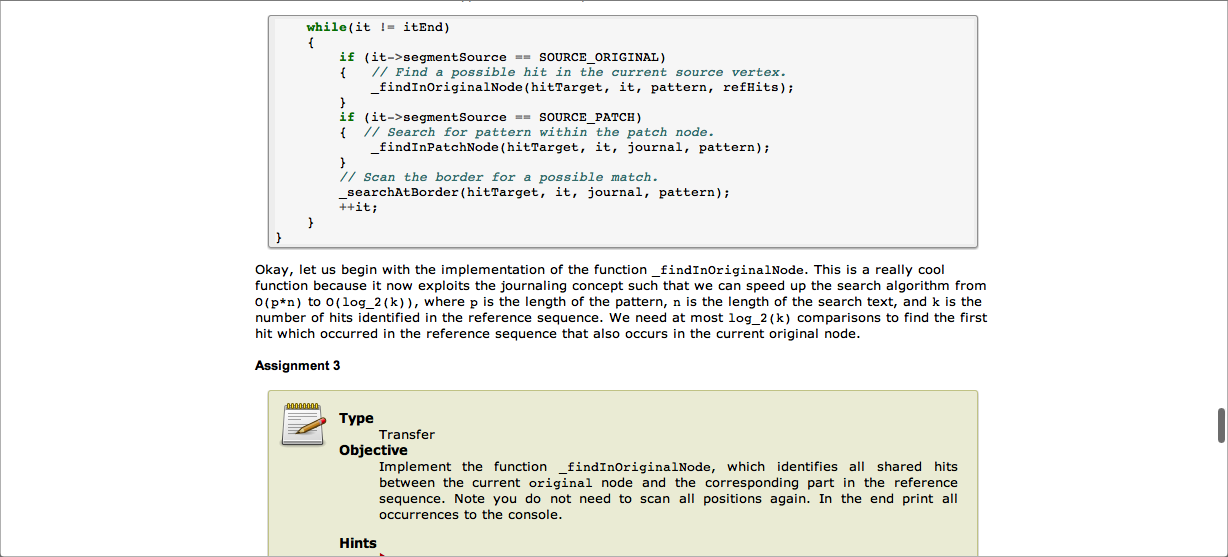 while(it != itEnd)
{
if (it->segmentSource == SOURCE_ORIGINAL)
{ // Find a possible hit in the current source vertex.
_findInOriginalNode(hitTarget, it, pattern, refHits);
}
if (it->segmentSource == SOURCE_PATCH)
{ // Search for pattern within the patch node.
_findInPatchNode(hitTarget, it, journal, pattern);
}
// Scan the border for a possible match.
_searchAtBorder(hitTarget, it, journal, pattern);
++it;
}
}
Okay, let us begin with the implementation of the function _findInOriginalNode. This is a really cool
function because it now exploits the journaling concept such that we can speed up the search algorithm from
O(p*n) to O(log_2(k)), where p is the length of the pattern, n is the length of the search text, and k is the
number of hits identified in the reference sequence. We need at most log_2(k) comparisons to find the first
hit which occurred in the reference sequence that also occurs in the current original node.
Assignment 3
Type
Transfer
Objective
Implement the function _findInOriginalNode, which identifies all shared hits
between the current original node and the corresponding part in the reference
sequence. Note you do not need to scan all positions again. In the end print all
occurrences to the console.
Hints